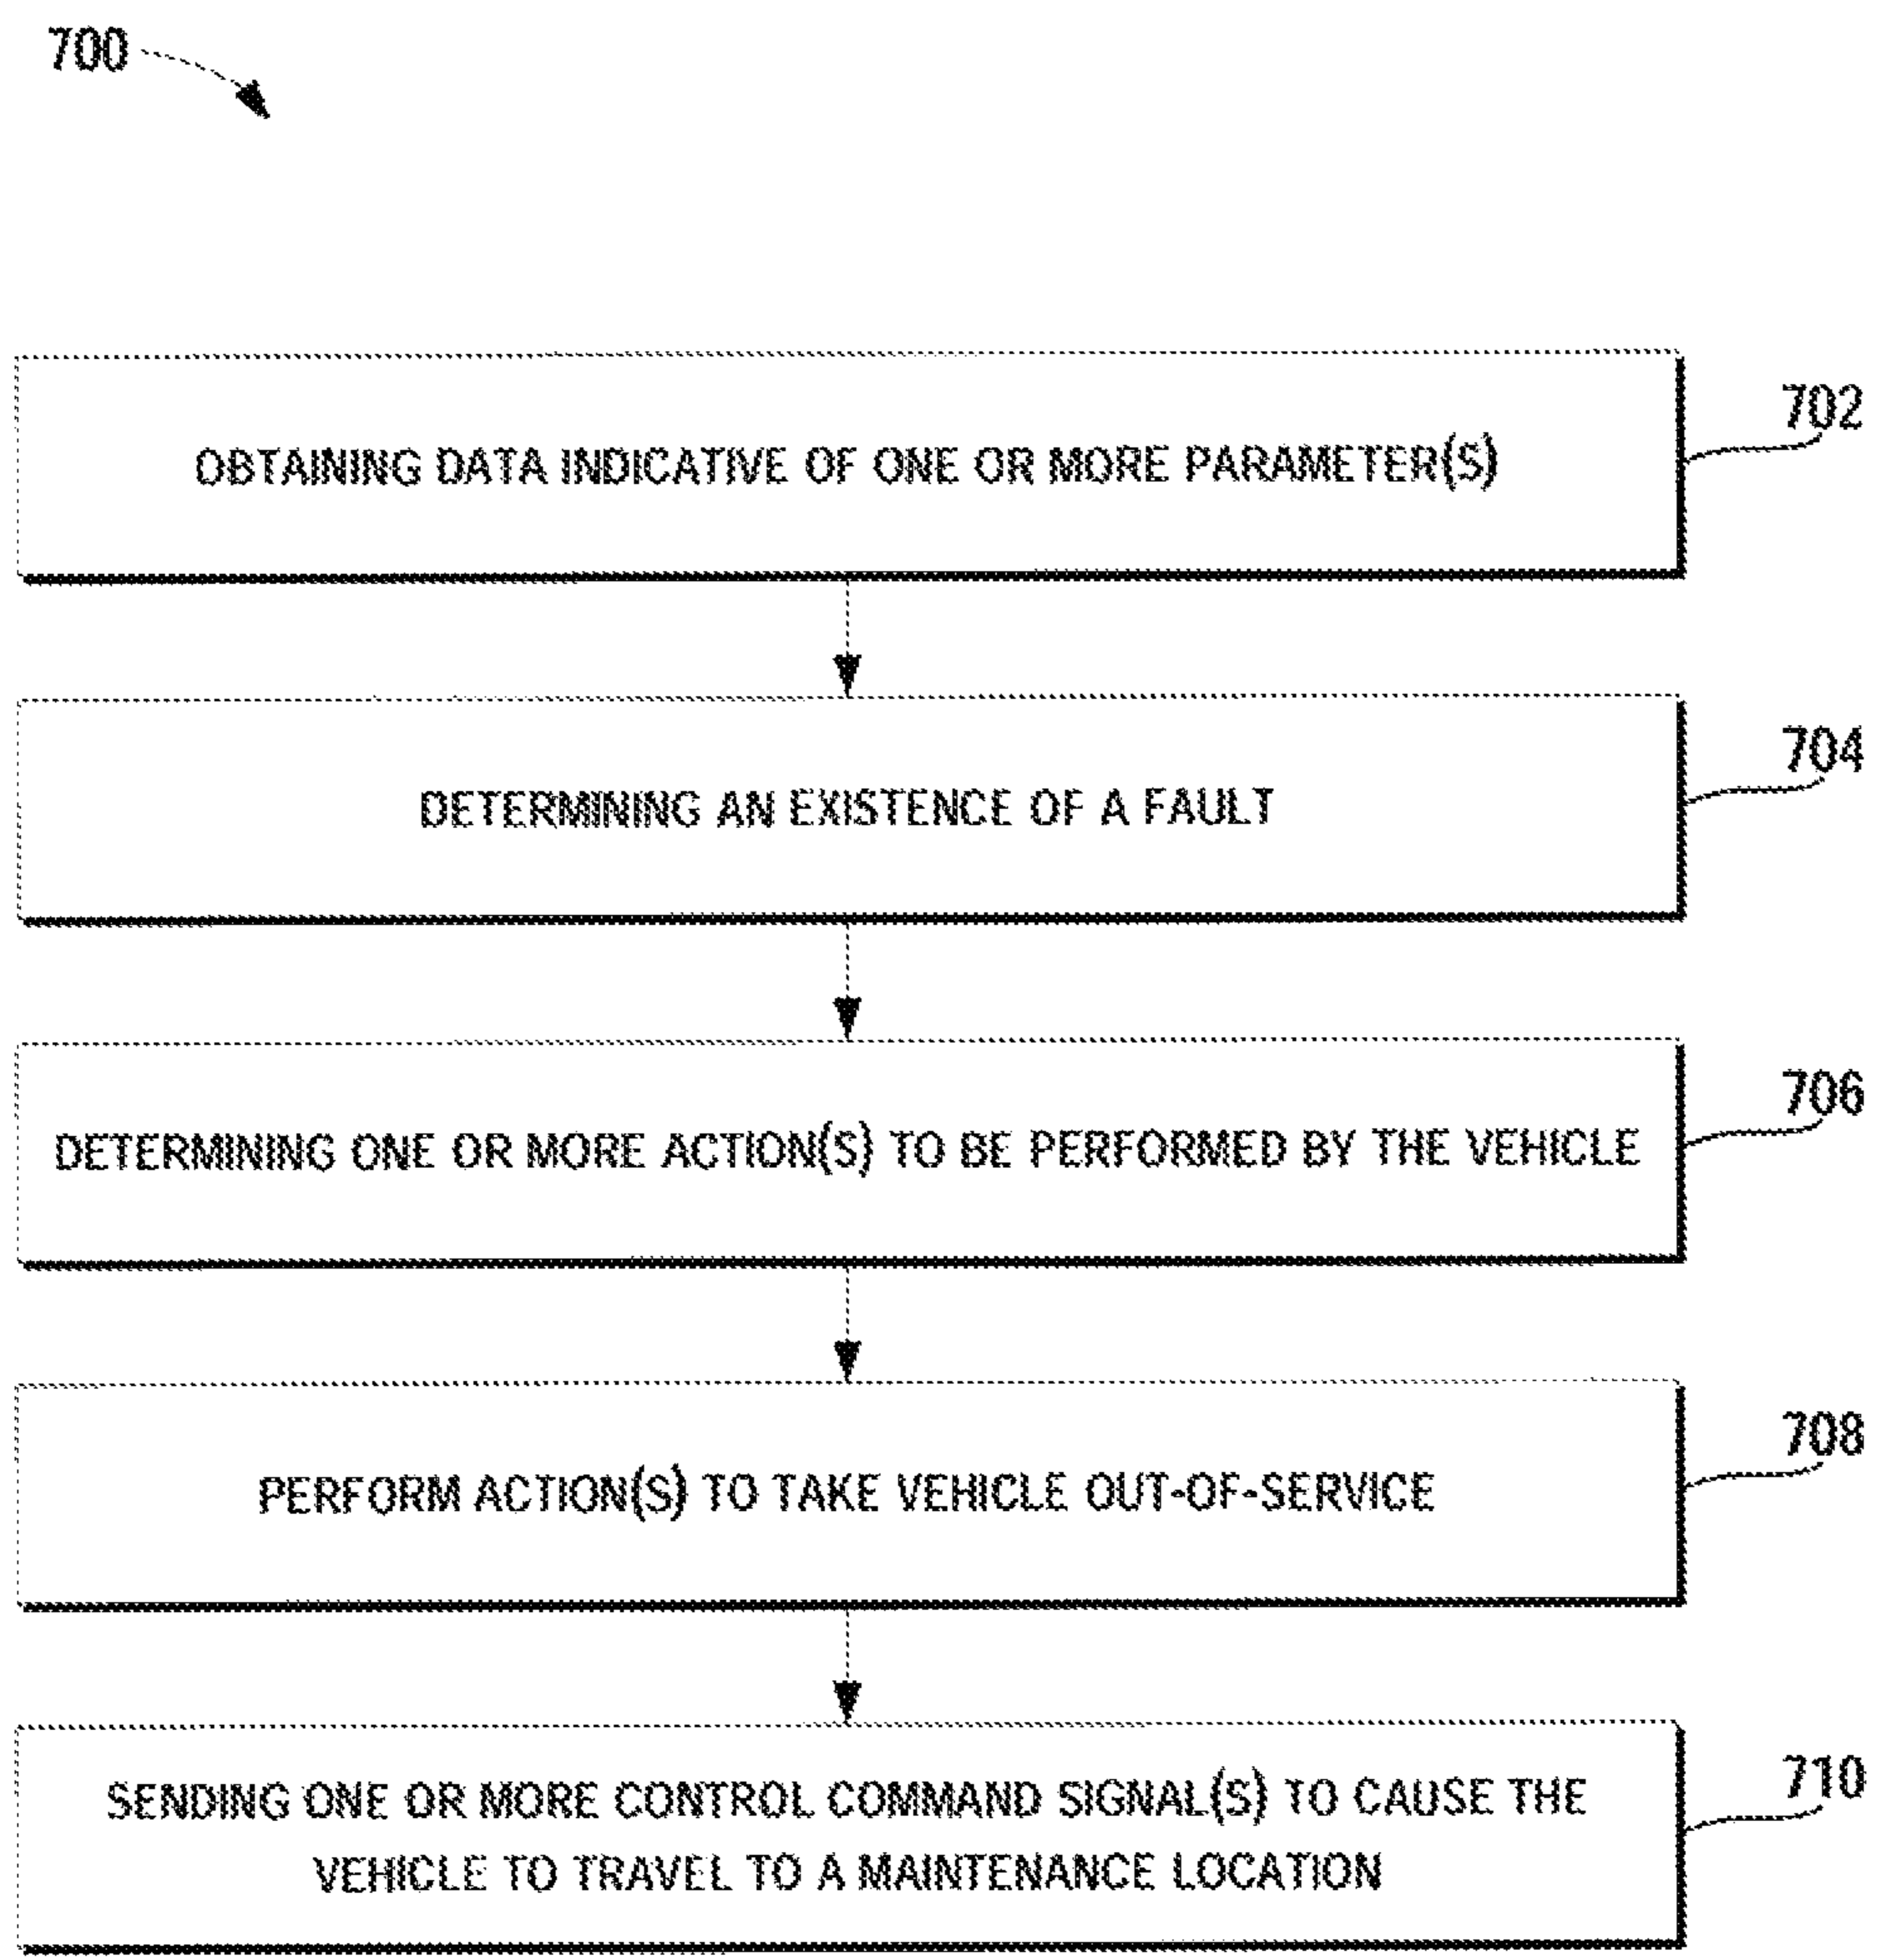 700
OBTAINING DATA INDICATIVE OF ONE OR MORE PARAMETER(S)
702
DETERMINING AN EXISTENCE OF A FAULT
704
DETERMINING ONE OR MORE ACTION(S) TO BE PERFORMED BY THE VEHICLE
706
PERFORM ACTION(S) TO TAKE VEHICLE OUT-OF-SERVICE
708
SENDING ONE OR MORE CONTROL COMMAND SIGNAL(S) TO CAUSE THE
VEHICLE TO TRAVEL TO A MAINTENANCE LOCATION
710